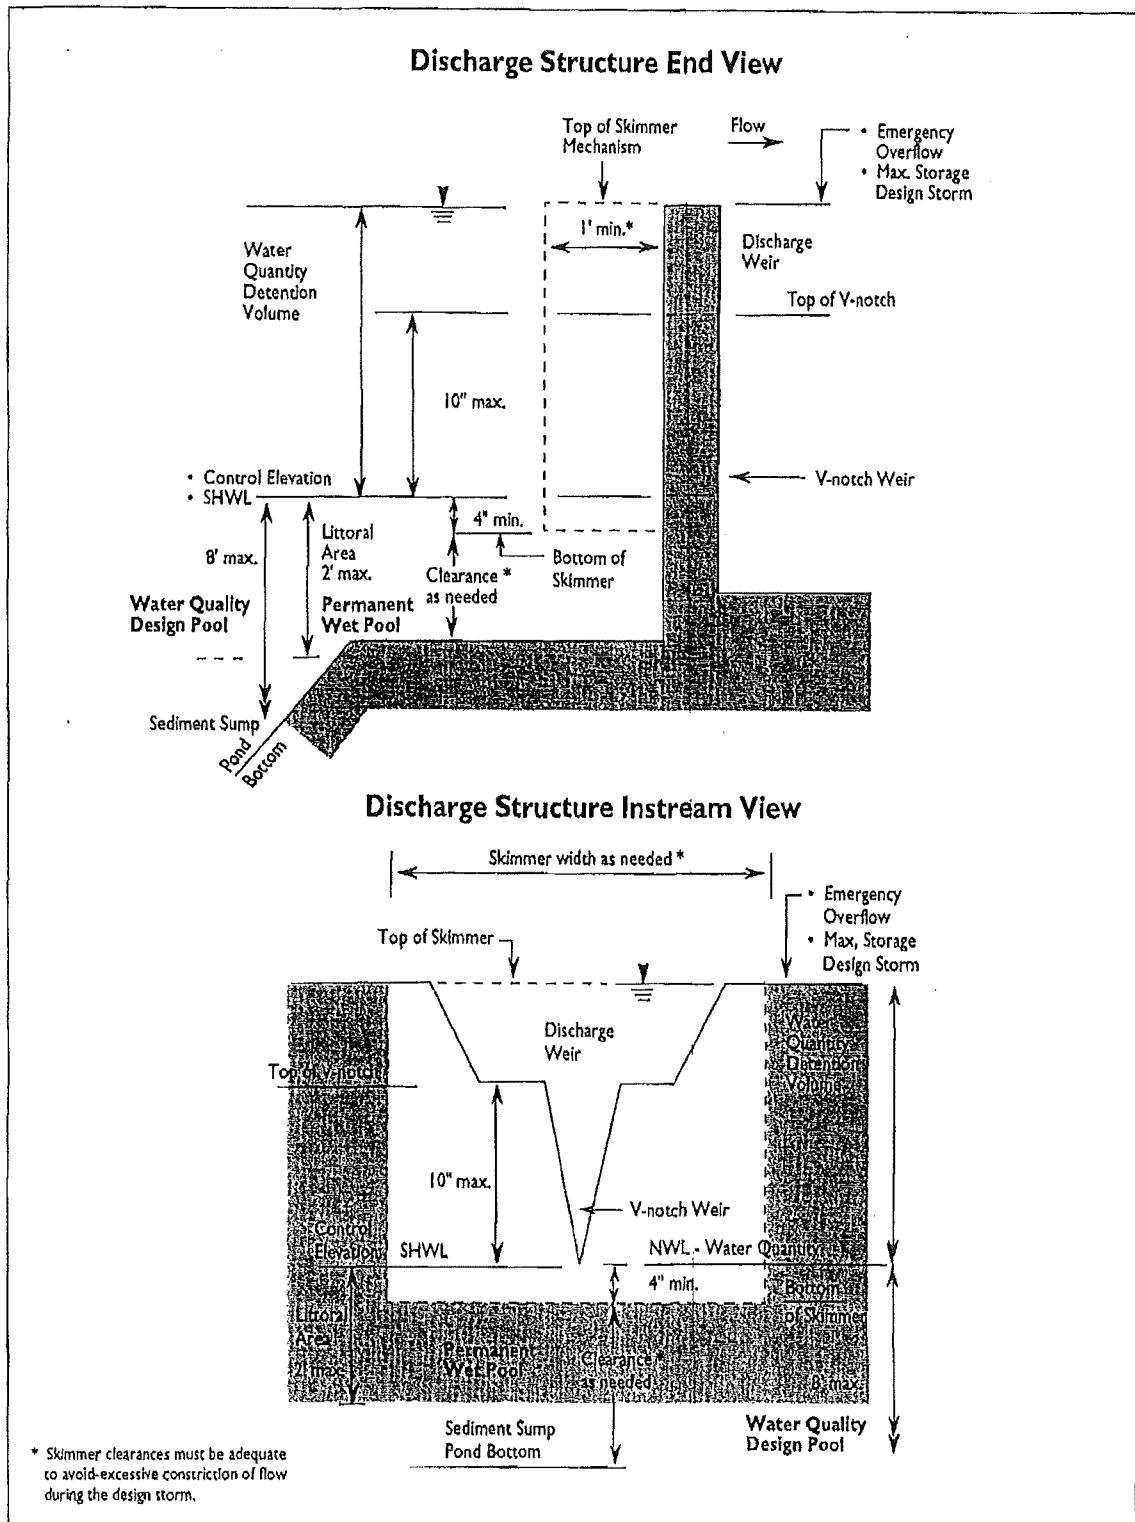 Discharge Structure End View
Top of Skimmer
Mechanism
Flow
• Emergency
Overflow
• Max. Storage
Design Storm
1' min.*
Water
Quantity
Detention
Volume
Discharge
Weir
Top of V-notch
10" max.
• Control Elevation
• SHWL
V-notch Weir
4" min.
Littoral
Area
2' max.
8' max.
Bottom of
Skimmer
Clearance *
as needed
Water Quality
Design Pool
Permanent
Wet Pool
Sediment Sump
Pond
Bottom
Discharge Structure Instream View
Skimmer width as needed *
• Emergency
Overflow
• Max, Storage
Design Storm
Top of Skimmer
Discharge
Weir
Water
Quantity
Detention
Volume
Top of V-notch
10" max.
V-notch Weir
Control
Elevation
SHWL
NWL - Water Quantity
4" min.
Bottom
of Skimmer
Littoral
Area
2' max.
Permanent
Wet Pool
Clearance *
as needed
8' max.
Sediment Sump
Pond Bottom
Water Quality
Design Pool
* Skimmer clearances must be adequate
to avoid-excessive constriction of flow
during the design storm.